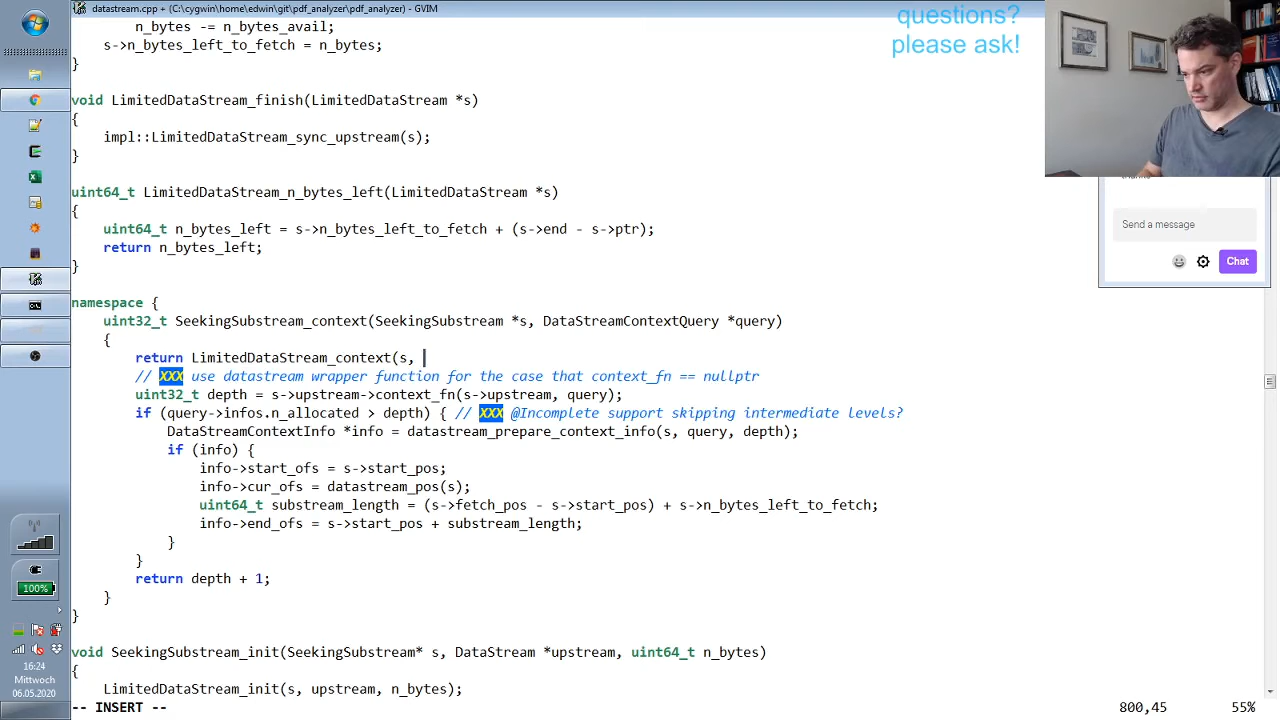 datastream.cpp + (C:\cygwin\home\edwin\git\pdf_analyzer\pdf_analyzer) - GVIM
questions?
please ask!
n_bytes -= n_bytes_avail;
s->n_bytes_left_to_fetch = n_bytes;
}
void LimitedDataStream_finish(LimitedDataStream *s)
{
impl::LimitedDataStream_sync_upstream(s);
}
uint64_t LimitedDataStream_n_bytes_left(LimitedDataStream *s)
{
uint64_t n_bytes_left = s->n_bytes_left_to_fetch + (s->end - s->ptr);
return n_bytes_left;
}
namespace {
uint32_t SeekingSubstream_context(SeekingSubstream *s, DataStreamContextQuery *query)
{
return LimitedDataStream_context(s,
// XXX use datastream wrapper function for the case that context_fn == nullptr
uint32_t depth = s->upstream->context_fn(s->upstream, query);
if (query->infos.n_allocated > depth) { // XXX @Incomplete support skipping intermediate levels?
DataStreamContextInfo *info = datastream_prepare_context_info(s, query, depth);
if (info) {
info->start_ofs = s->start_pos;
info->cur_ofs = datastream_pos(s);
uint64_t substream_length = (s->fetch_pos - s->start_pos) + s->n_bytes_left_to_fetch;
info->end_ofs = s->start_pos + substream_length;
}
}
return depth + 1;
}
}
void SeekingSubstream_init(SeekingSubstream* s, DataStream *upstream, uint64_t n_bytes)
{
LimitedDataStream_init(s, upstream, n_bytes);
-- INSERT --
800,45
55%
Send a message
Chat
100%
16:24
Mittwoch
06.05.2020